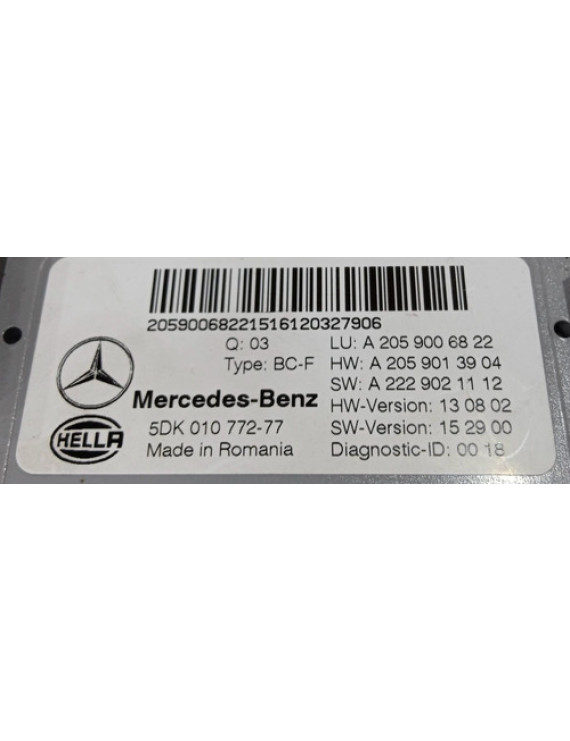 20590068221516120327906
Q: 03
LU: A 205 900 68 22
Type: BC-F
HW: A 205 901 39 04
SW: A 222 902 11 12
Mercedes-Benz
HW-Version: 13 08 02
HELLA
5DK 010 772-77
SW-Version: 15 29 00
Made in Romania
Diagnostic-ID: 00 18